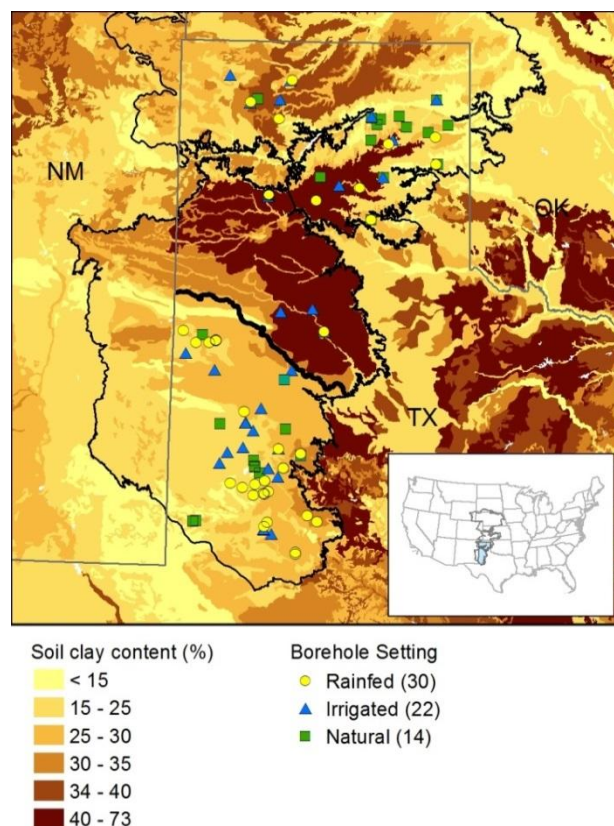 NM
OK
TX
Soil clay content (%)
< 15
15 - 25
25 - 30
30 - 35
34 - 40
40 - 73
Borehole Setting
Rainfed (30)
Irrigated (22)
Natural (14)